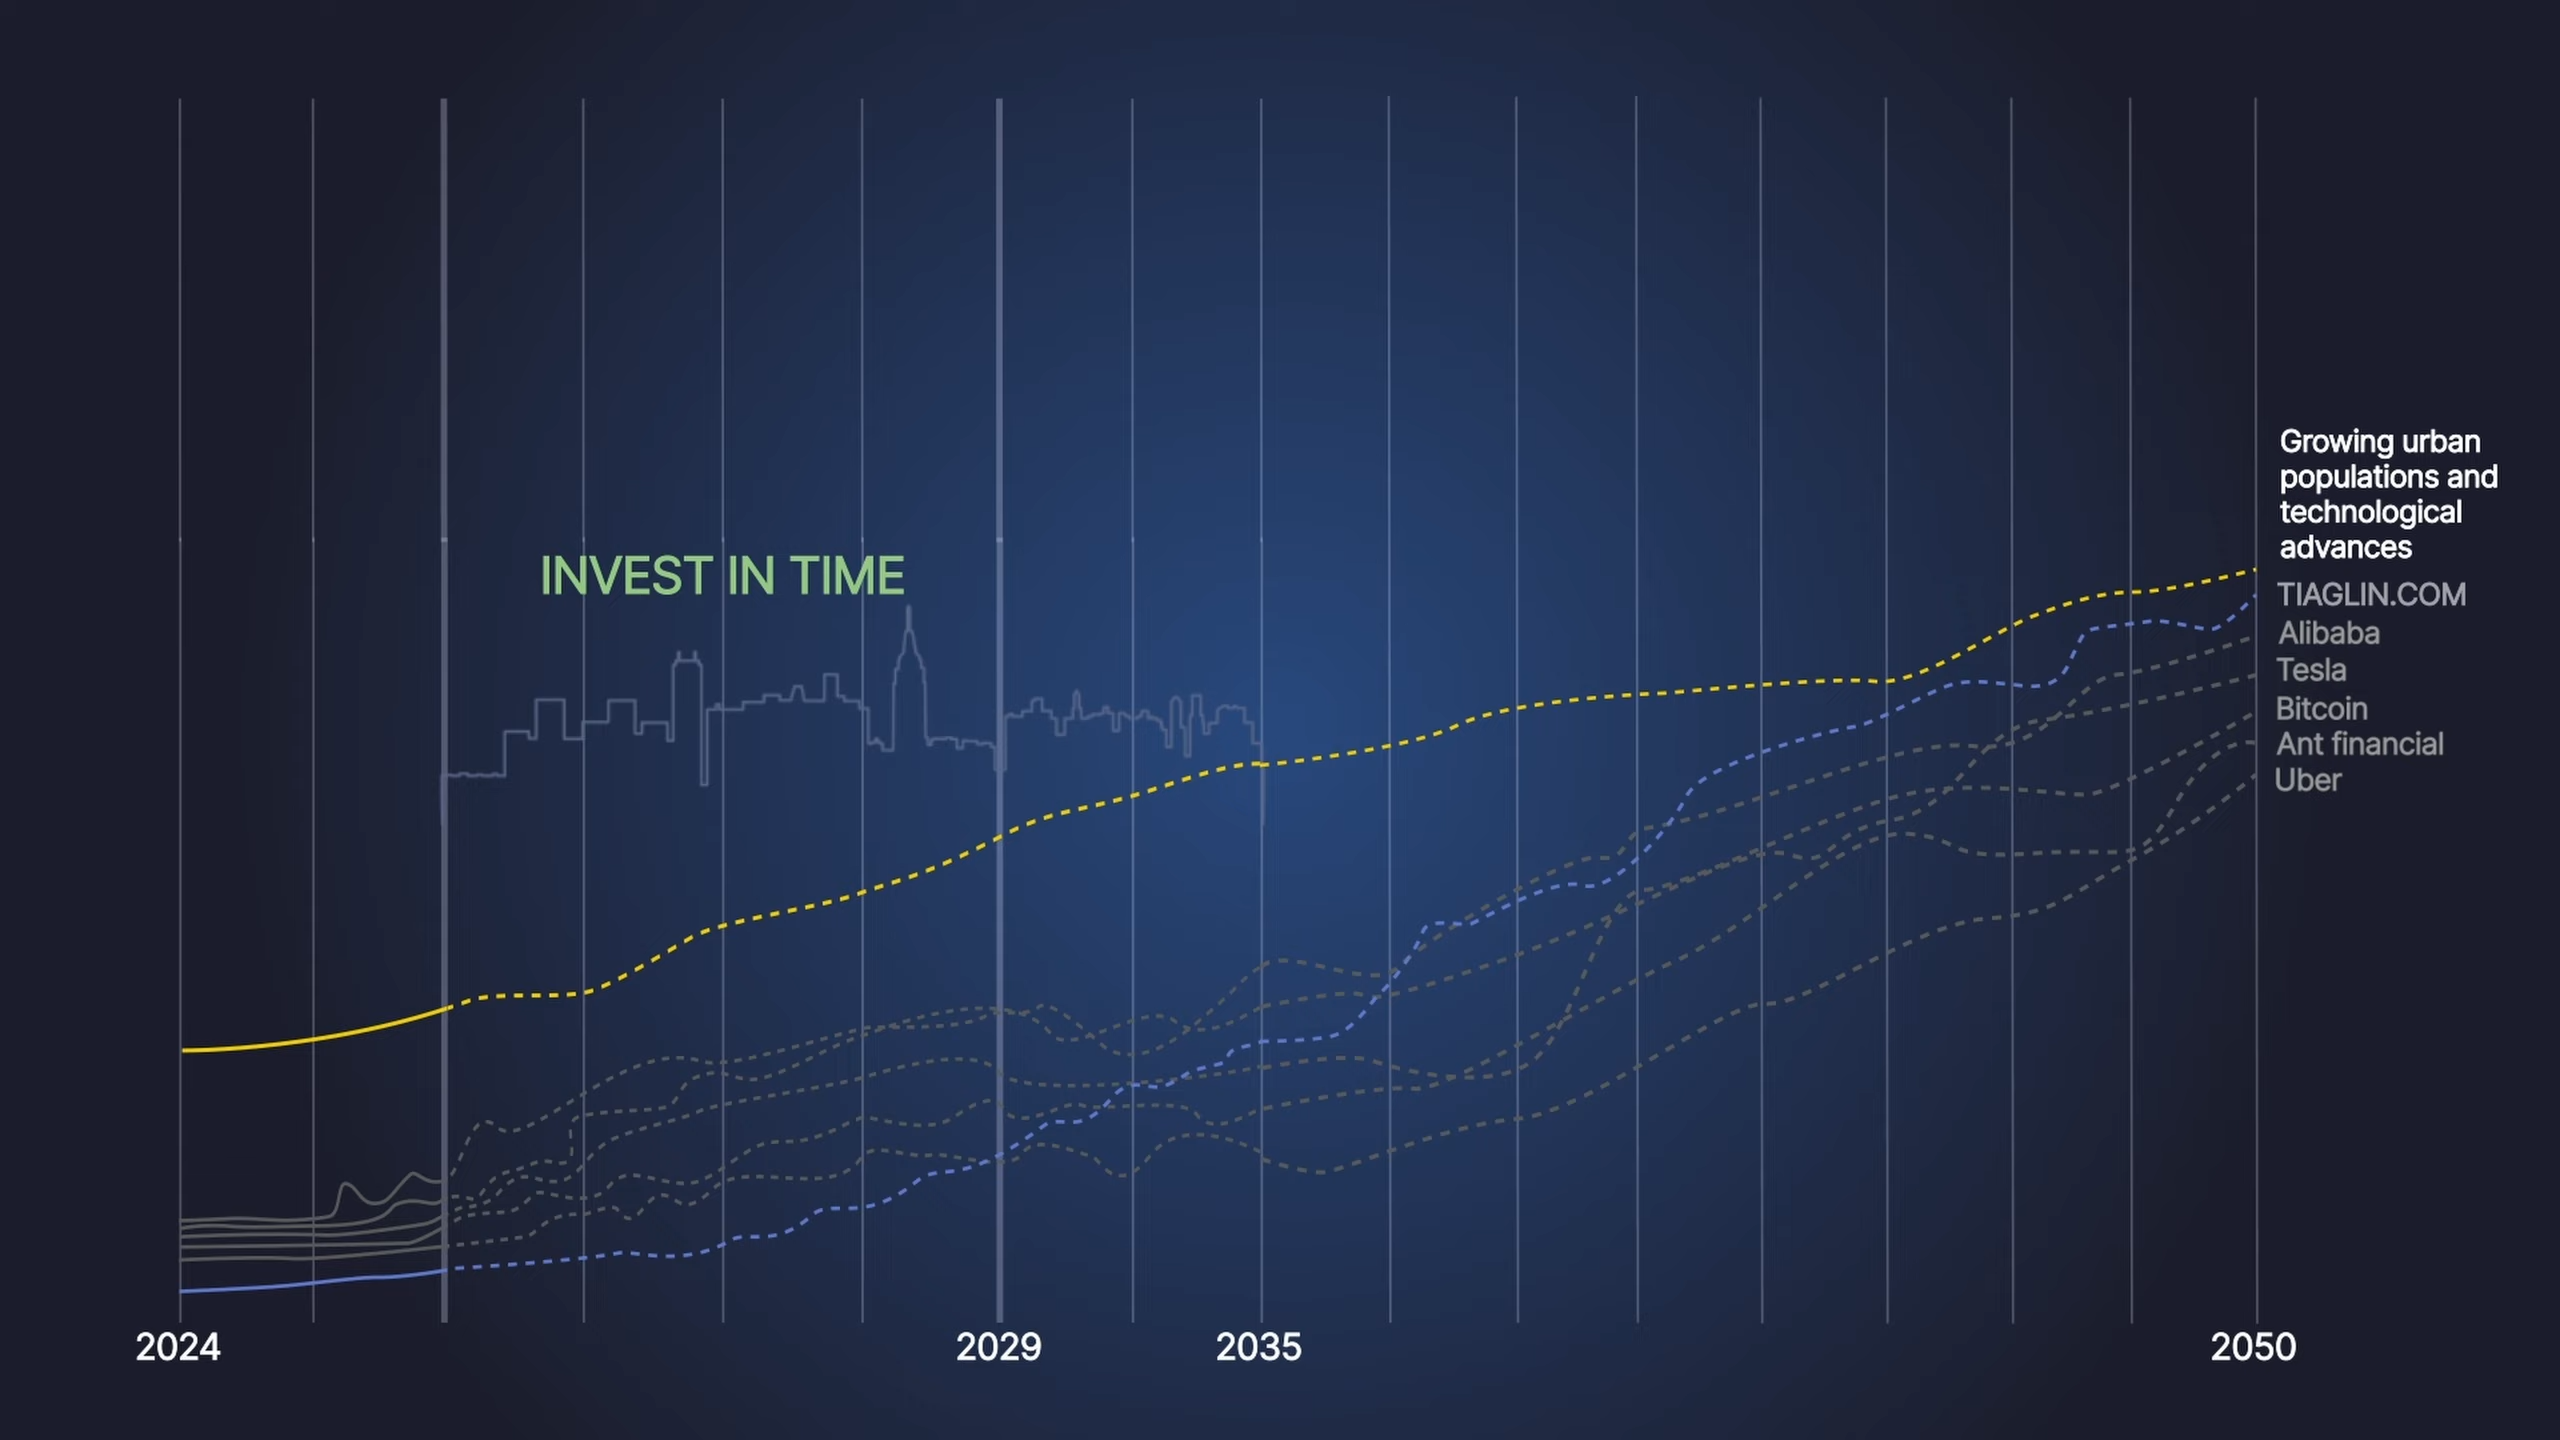 INVEST IN TIME
Growing urban
populations and
technological
advances
TIAGLIN.COM
Alibaba
Tesla
Bitcoin
Ant financial
Uber
2024
2029
2035
2050